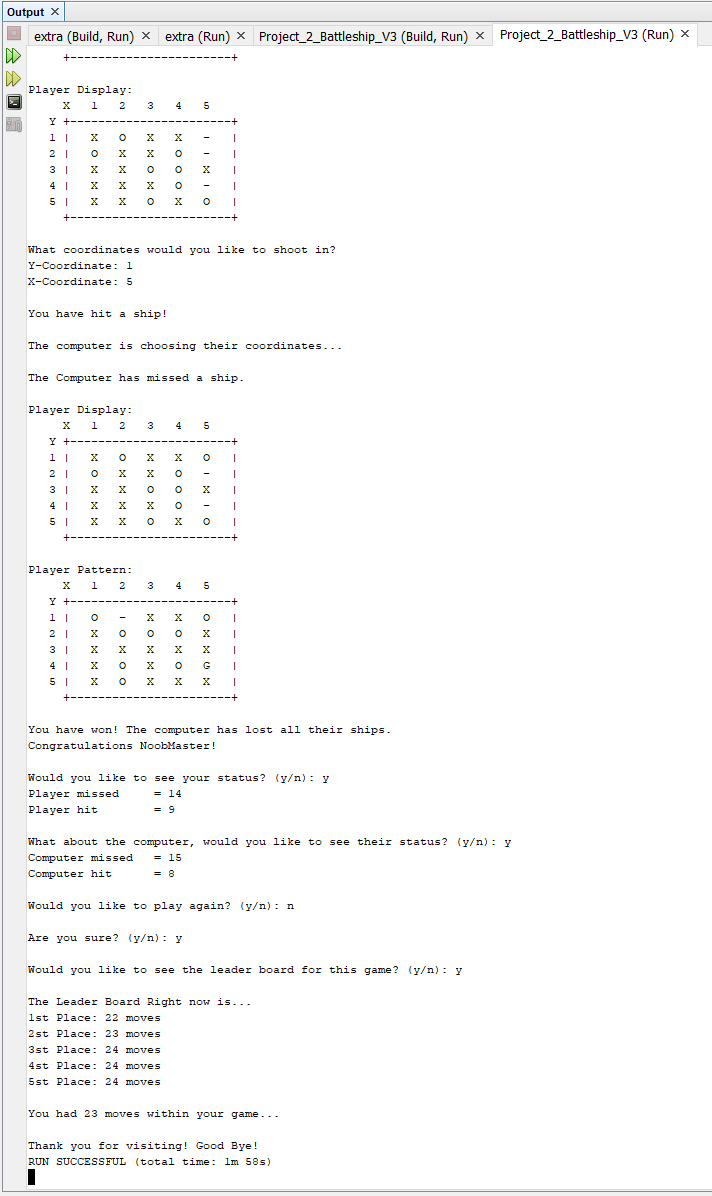 Output ×
extra (Build, Run) × extra (Run) × Project_2_Battleship_V3 (Build, Run) × Project_2_Battleship_V3 (Run) ×
+-----------------------+
Player Display:
X 1 2 3 4 5
Y +-----------------------+
1 | X O X X - |
2 | O X X O - |
3 | X X O O X |
4 | X X X O - |
5 | X X O X O |
+-----------------------+
What coordinates would you like to shoot in?
Y-Coordinate: 1
X-Coordinate: 5
You have hit a ship!
The computer is choosing their coordinates...
The Computer has missed a ship.
Player Display:
X 1 2 3 4 5
Y +-----------------------+
1 | X O X X O |
2 | O X X O - |
3 | X X O O X |
4 | X X X O - |
5 | X X O X O |
+-----------------------+
Player Pattern:
X 1 2 3 4 5
Y +-----------------------+
1 | O - X X O |
2 | X O O O X |
3 | X X X X X |
4 | X O X O G |
5 | X O X X X |
+-----------------------+
You have won! The computer has lost all their ships.
Congratulations NoobMaster!
Would you like to see your status? (y/n): y
Player missed = 14
Player hit = 9
What about the computer, would you like to see their status? (y/n): y
Computer missed = 15
Computer hit = 8
Would you like to play again? (y/n): n
Are you sure? (y/n): y
Would you like to see the leader board for this game? (y/n): y
The Leader Board Right now is...
1st Place: 22 moves
2st Place: 23 moves
3st Place: 24 moves
4st Place: 24 moves
5st Place: 24 moves
You had 23 moves within your game...
Thank you for visiting! Good Bye!
RUN SUCCESSFUL (total time: 1m 58s)